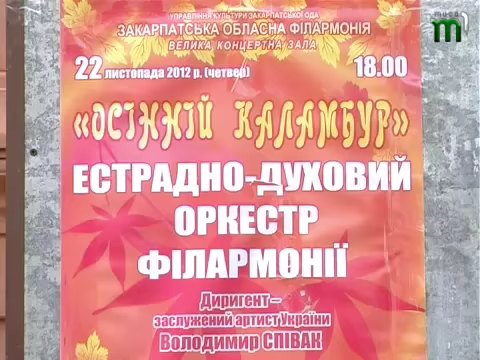 УПРАВЛІННЯ КУЛЬТУРИ ЗАКАРПАТСЬКОЇ ОДА
ЗАКАРПАТСЬКА ОБЛАСНА ФІЛАРМОНІЯ
ВЕЛИКА КОНЦЕРТНА ЗАЛА
22 листопада 2012 р. (четвер) 18.00
«ОСІННІЙ КАЛАМБУР»
ЕСТРАДНО-ДУХОВИЙ
ОРКЕСТР
ФІЛАРМОНІЇ
Диригент –
заслужений артист України
Володимир СПІВАК